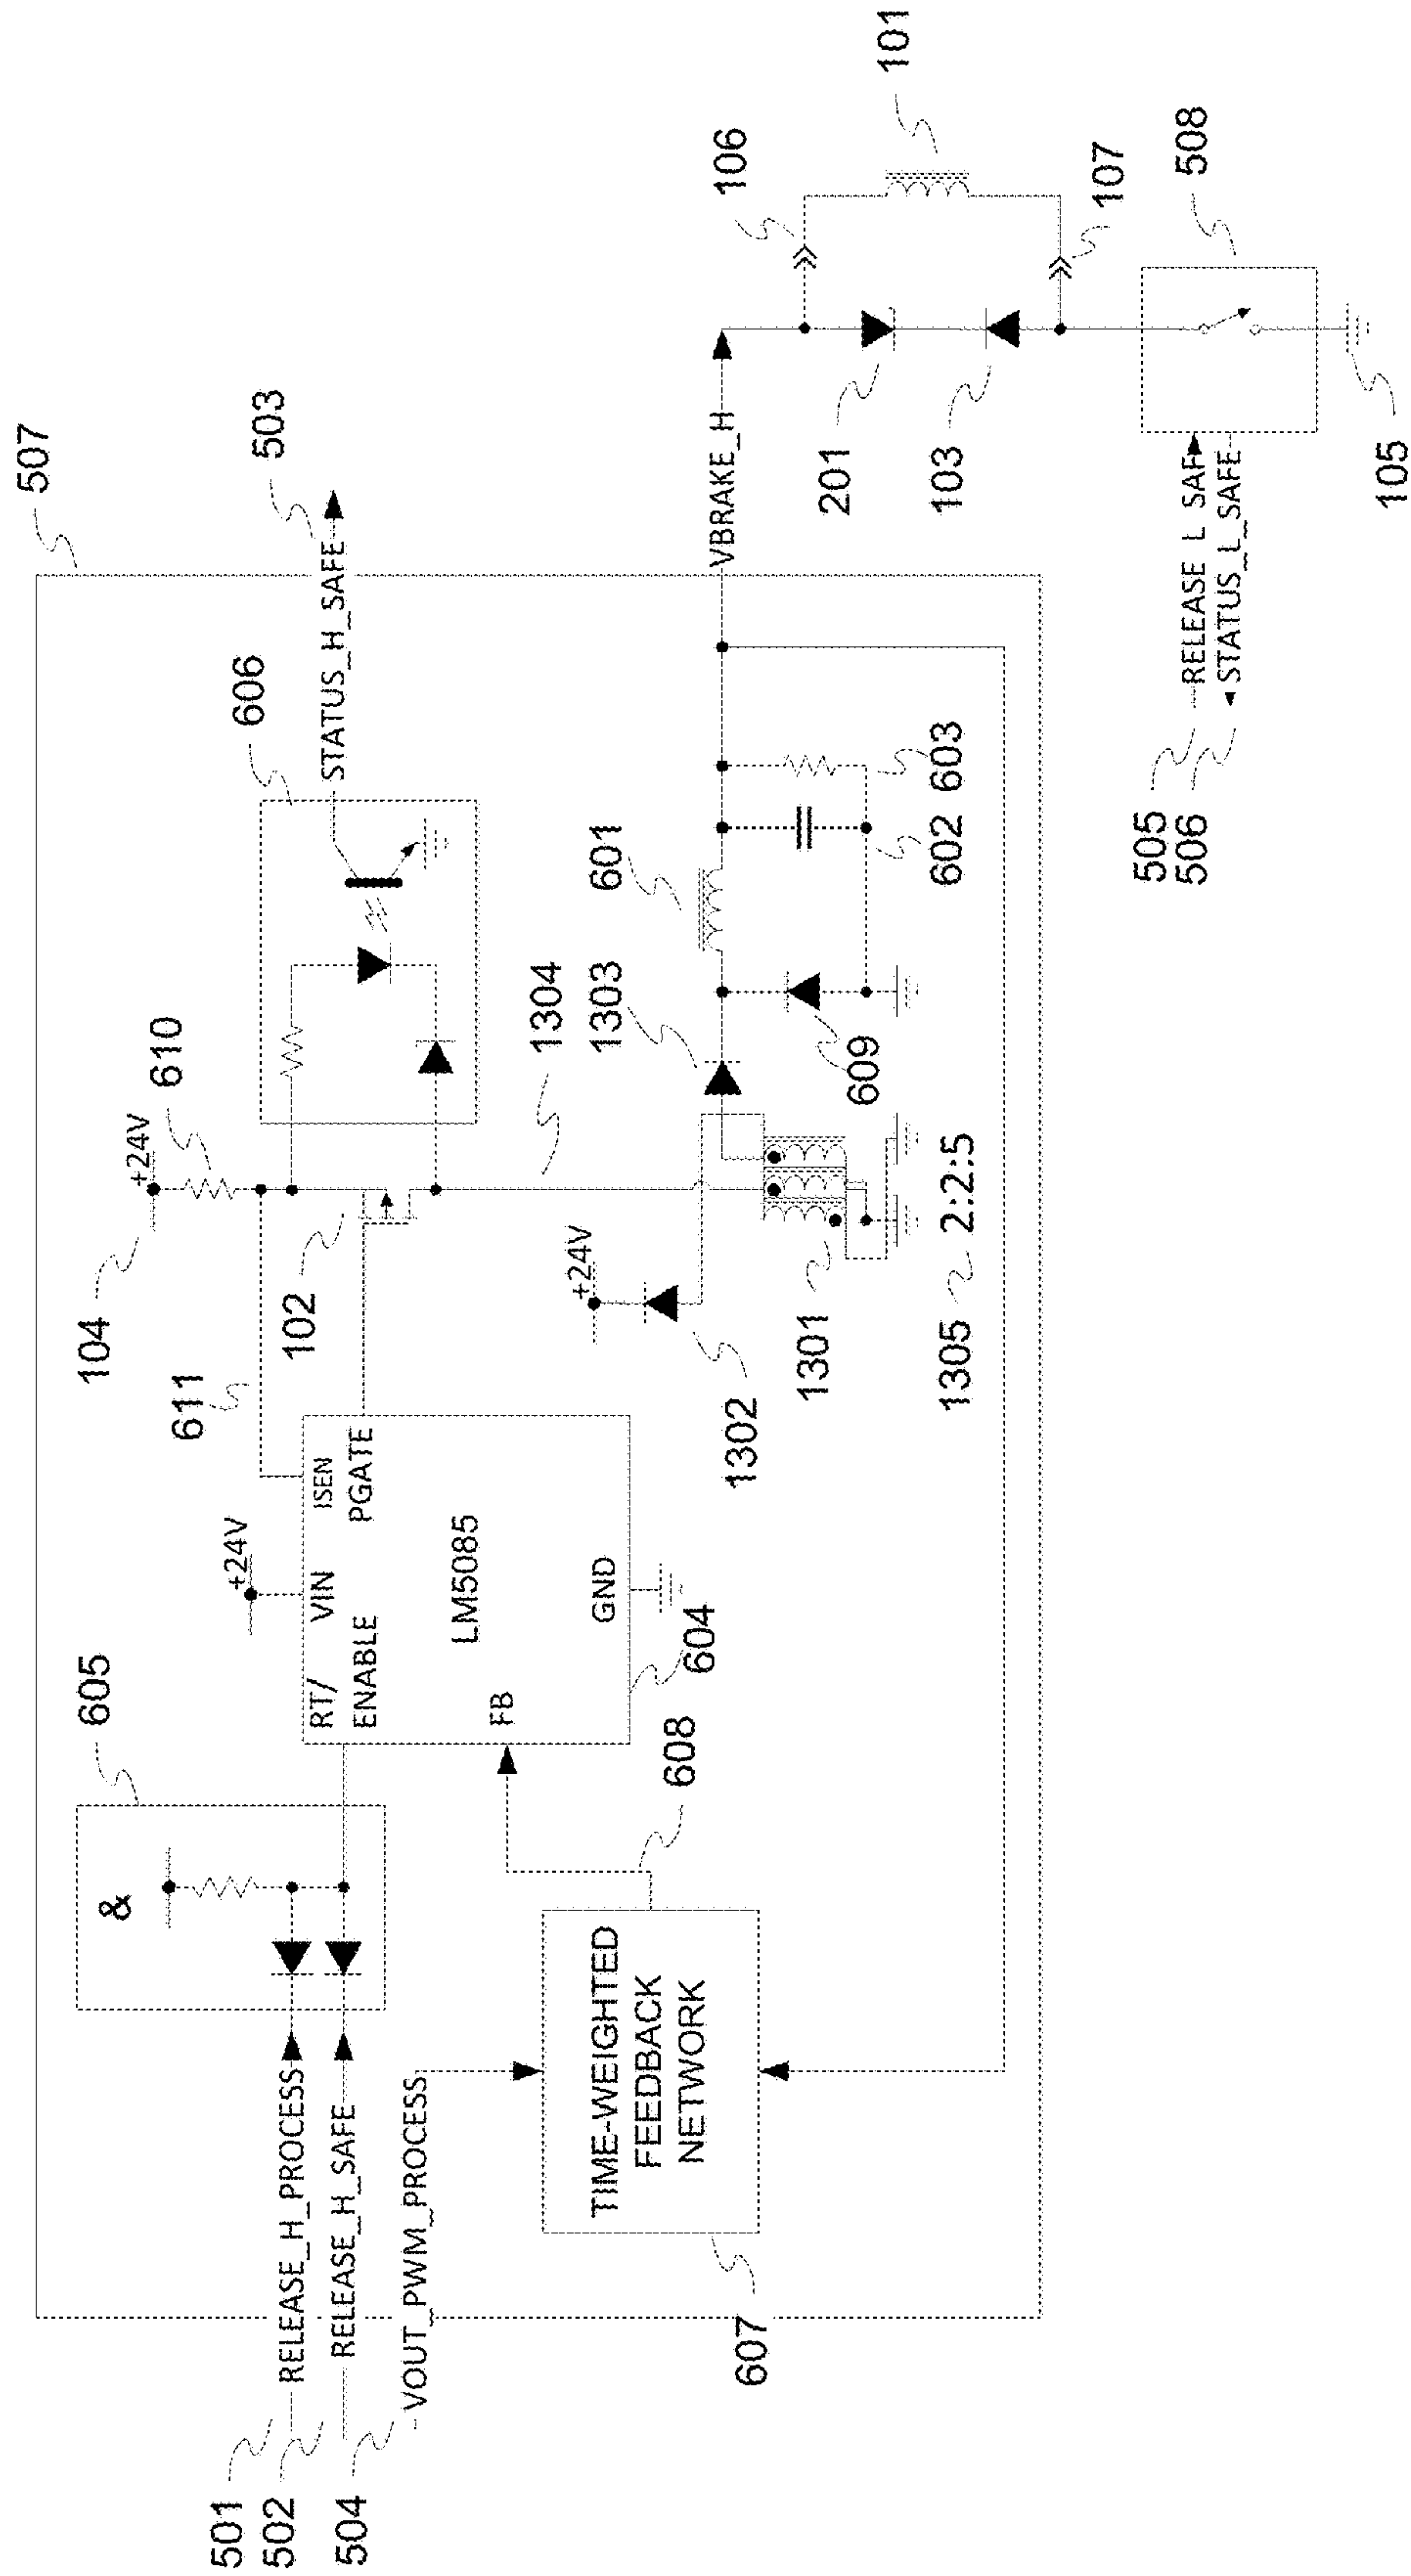 507
605
&
501
RELEASE_H_PROCESS
502
RELEASE_H_SAFE
504
VOUT_PWM_PROCESS
607
TIME-WEIGHTED
FEEDBACK
NETWORK
608
RT/
ENABLE
VIN
ISEN
PGATE
LM5085
FB
GND
604
+24V
611
104
+24V
610
102
606
STATUS_H_SAFE
503
1304
1303
+24V
1302
1301
1305 2:2:5
601
609
602
603
VBRAKE_H
106
101
201
103
107
508
505
RELEASE L SAF
506
STATUS_L_SAFE
105